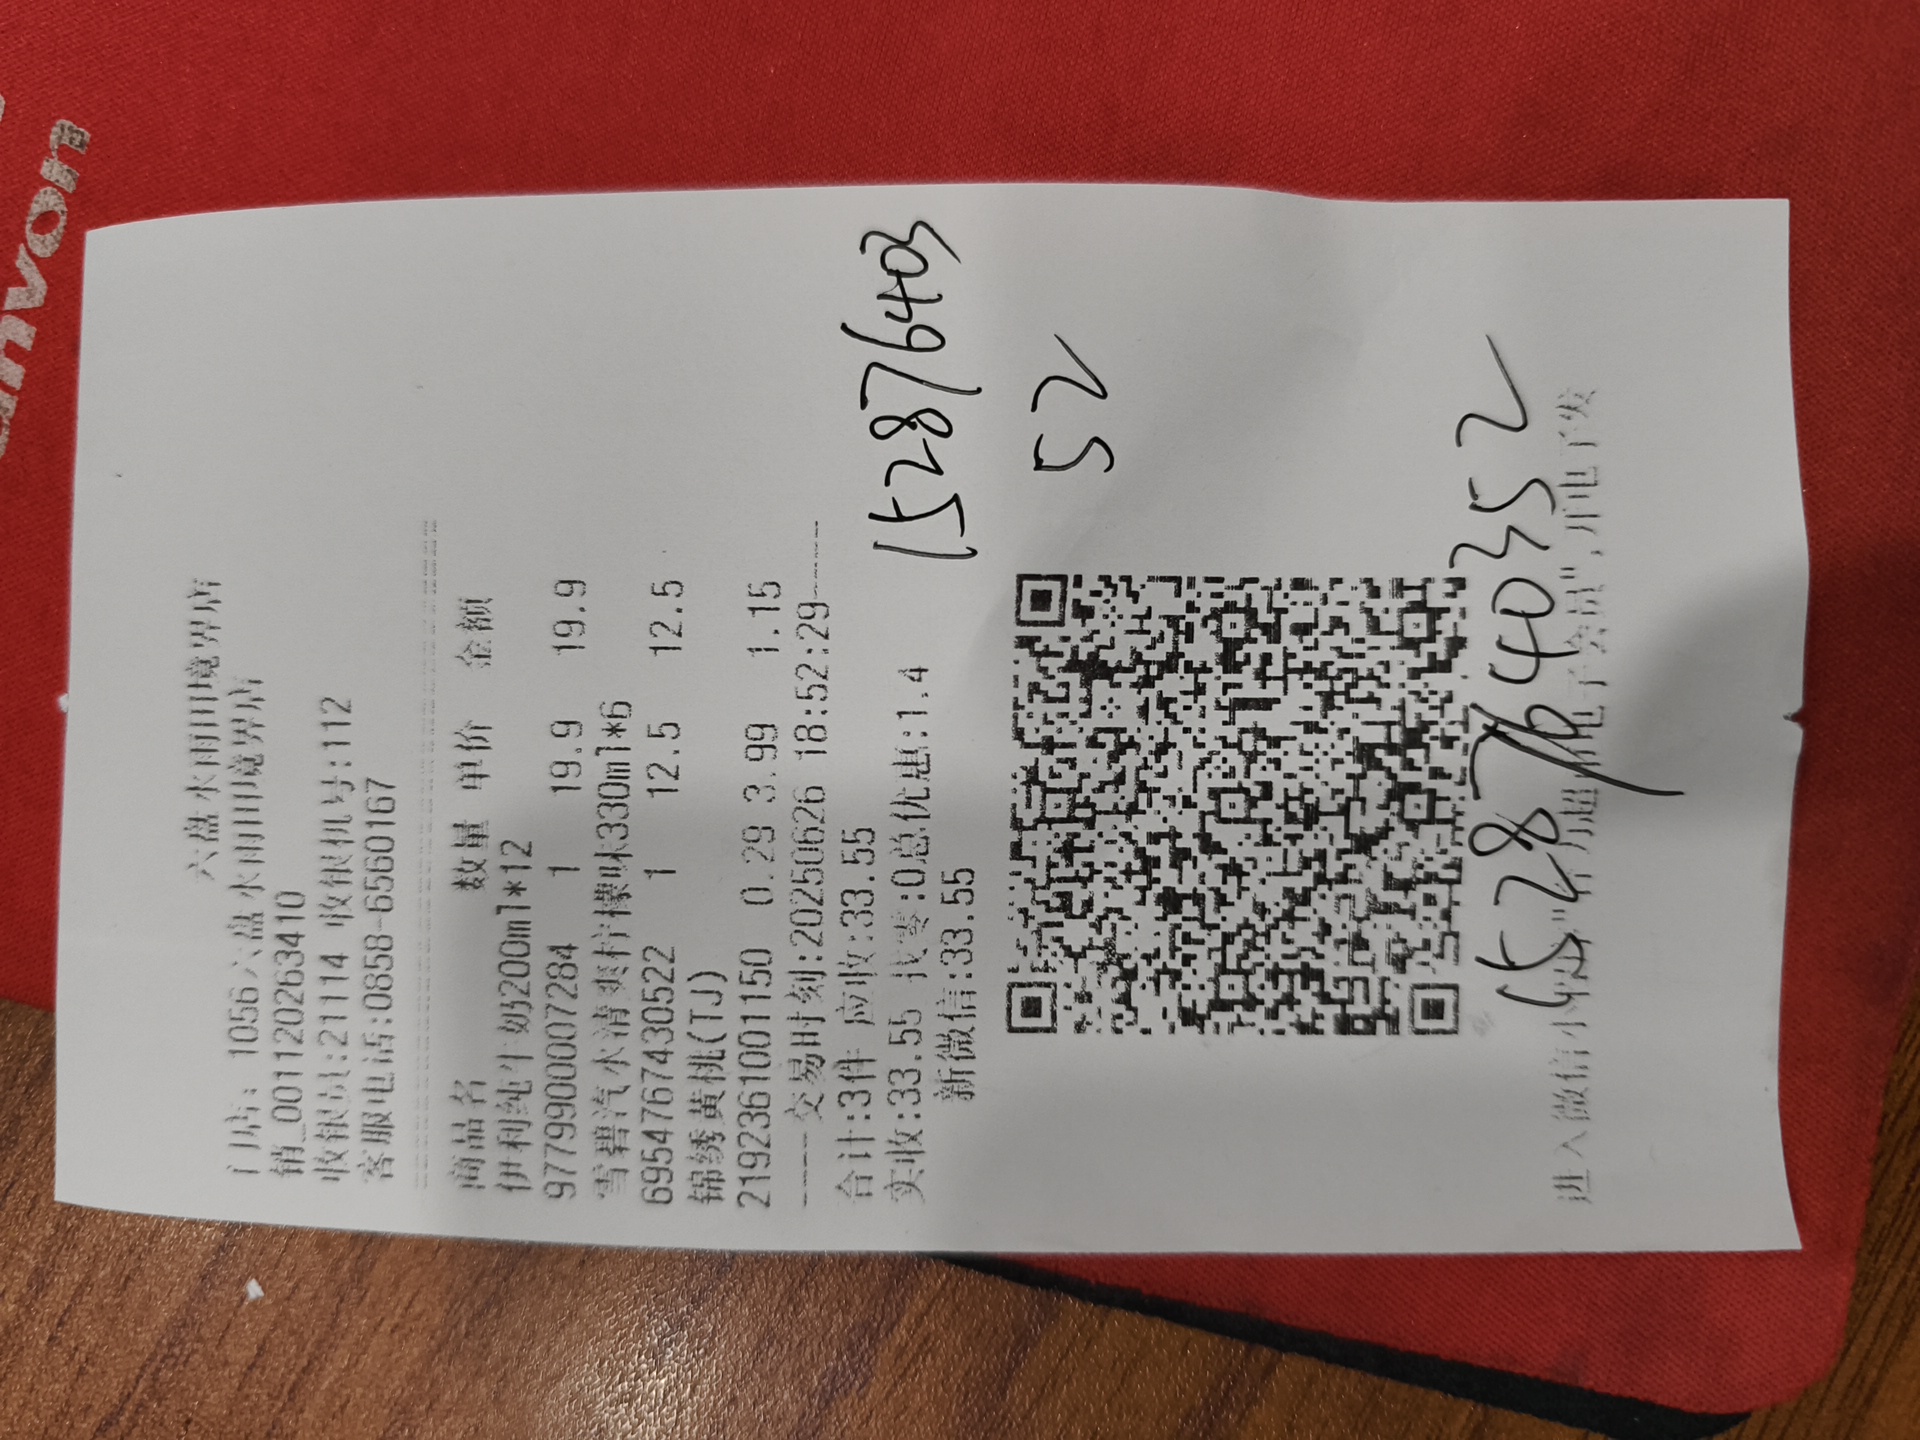 六盘水雨田境界店
门店: 1056六盘水雨田境界店
销_0011202263410
收银员:21114 收银机号:112
客服电话:0858-6560167
商品名 数量 单价 金额
伊利纯牛奶200ml*12
9779900007284 1 19.9 19.9
雪碧汽水清爽柠檬味330ml*6
6954767430522 1 12.5 12.5
锦绣黄桃(TJ)
2192361001150 0.29 3.99 1.15
-----交易时刻:20250626 18:52:29-----
合计:3件 应收:33.55
实收:33.55 找零:0总优惠:1.4
新微信:33.55
152876403
52
15287640352
进入微信小程